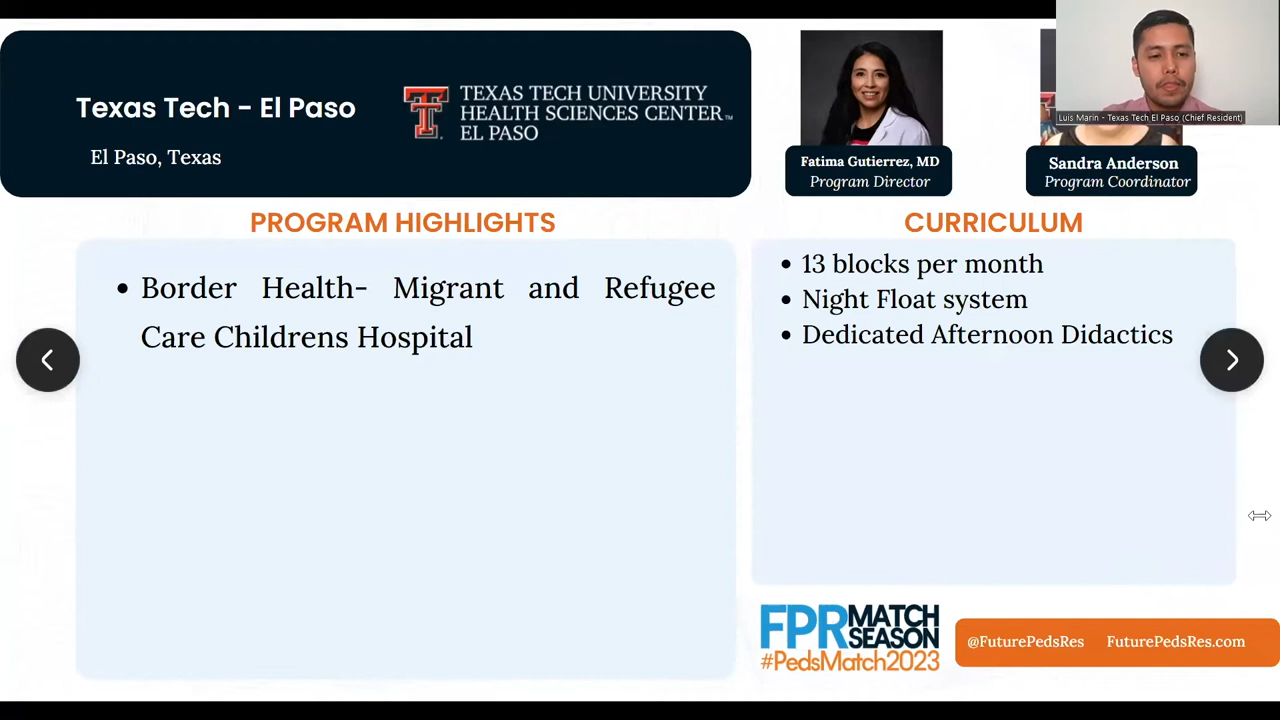 Texas Tech - El Paso
El Paso, Texas
TEXAS TECH UNIVERSITY
HEALTH SCIENCES CENTER™
EL PASO
Fatima Gutierrez, MD
Program Director
Luis Marin - Texas Tech El Paso (Chief Resident)
Sandra Anderson
Program Coordinator
PROGRAM HIGHLIGHTS
• Border Health- Migrant and Refugee
Care Childrens Hospital
CURRICULUM
• 13 blocks per month
• Night Float system
• Dedicated Afternoon Didactics
FPR MATCH
SEASON
#PedsMatch2023
@FuturePedsRes FuturePedsRes.com